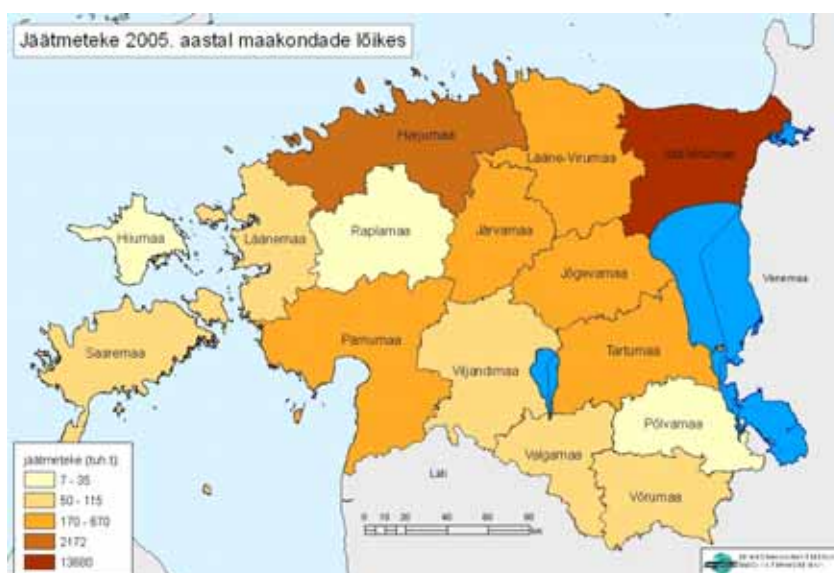 Jäätmeteke 2005. aastal maakondade lõikes
Harjumaa
Lääne-Virumaa
Ida-Virumaa
Hiiumaa
Läänemaa
Raplamaa
Järvamaa
Jõgevamaa
Venemaa
Saaremaa
Pärnumaa
Viljandimaa
Tartumaa
Põlvamaa
Valgamaa
Võrumaa
Läti
jäätmeteke (tuh.t)
7 - 35
50 - 115
170 - 670
2172
0 10 20 40 60 80